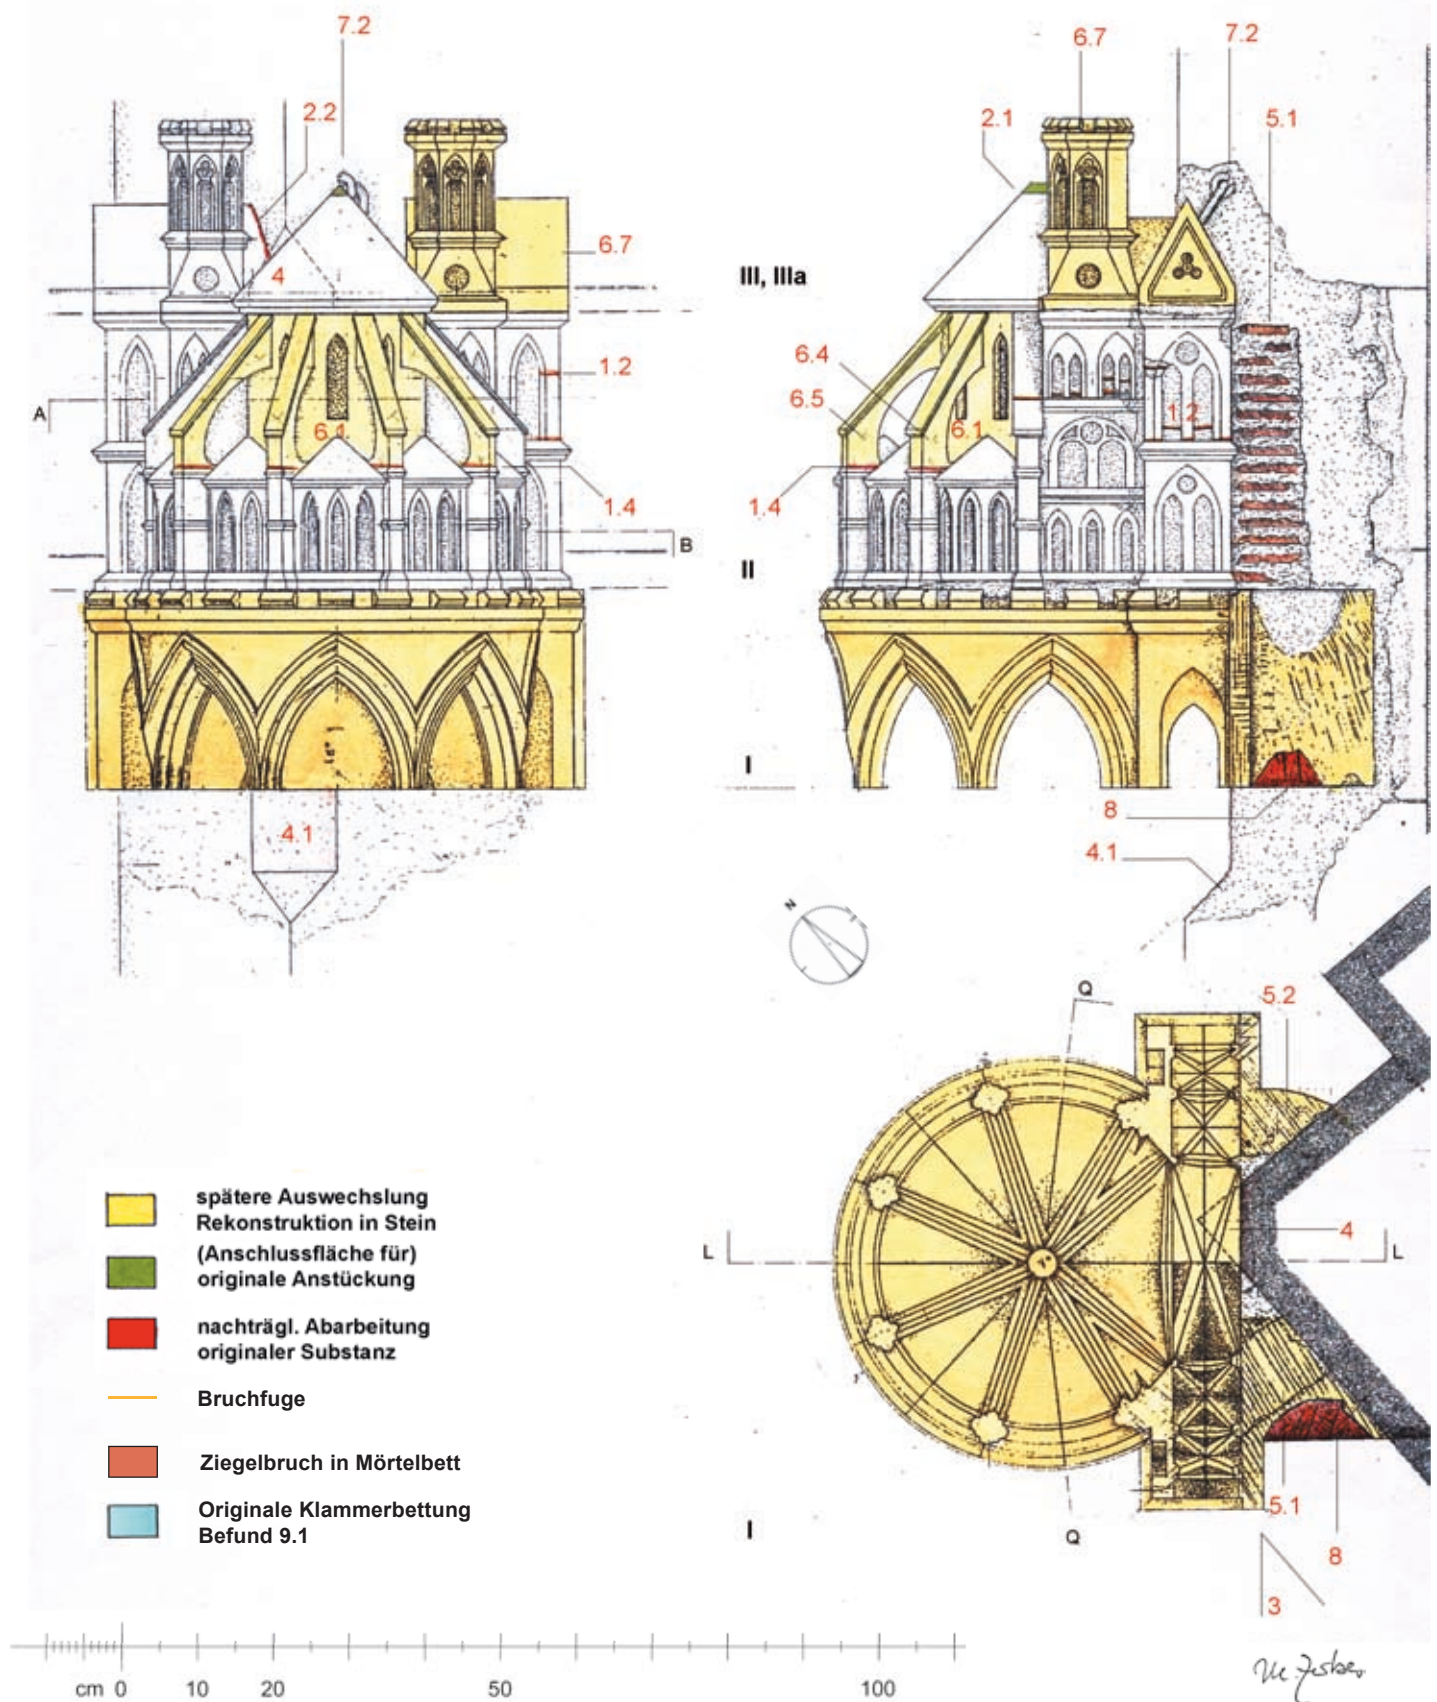 7.2
2.2
6.7
4
1.2
A
6.1
1.4
B
4.1
6.7
7.2
2.1
5.1
III, IIIa
6.4
6.5
1.2
6.1
1.4
II
I
8
4.1
N
Q
5.2
L
4
L
5.1
I
Q
8
3
spätere Auswechslung
Rekonstruktion in Stein
(Anschlussfläche für)
originale Anstückung
nachträgl. Abarbeitung
originaler Substanz
Bruchfuge
Ziegelbruch in Mörtelbett
Originale Klammerbettung
Befund 9.1
cm 0 10 20 50 100